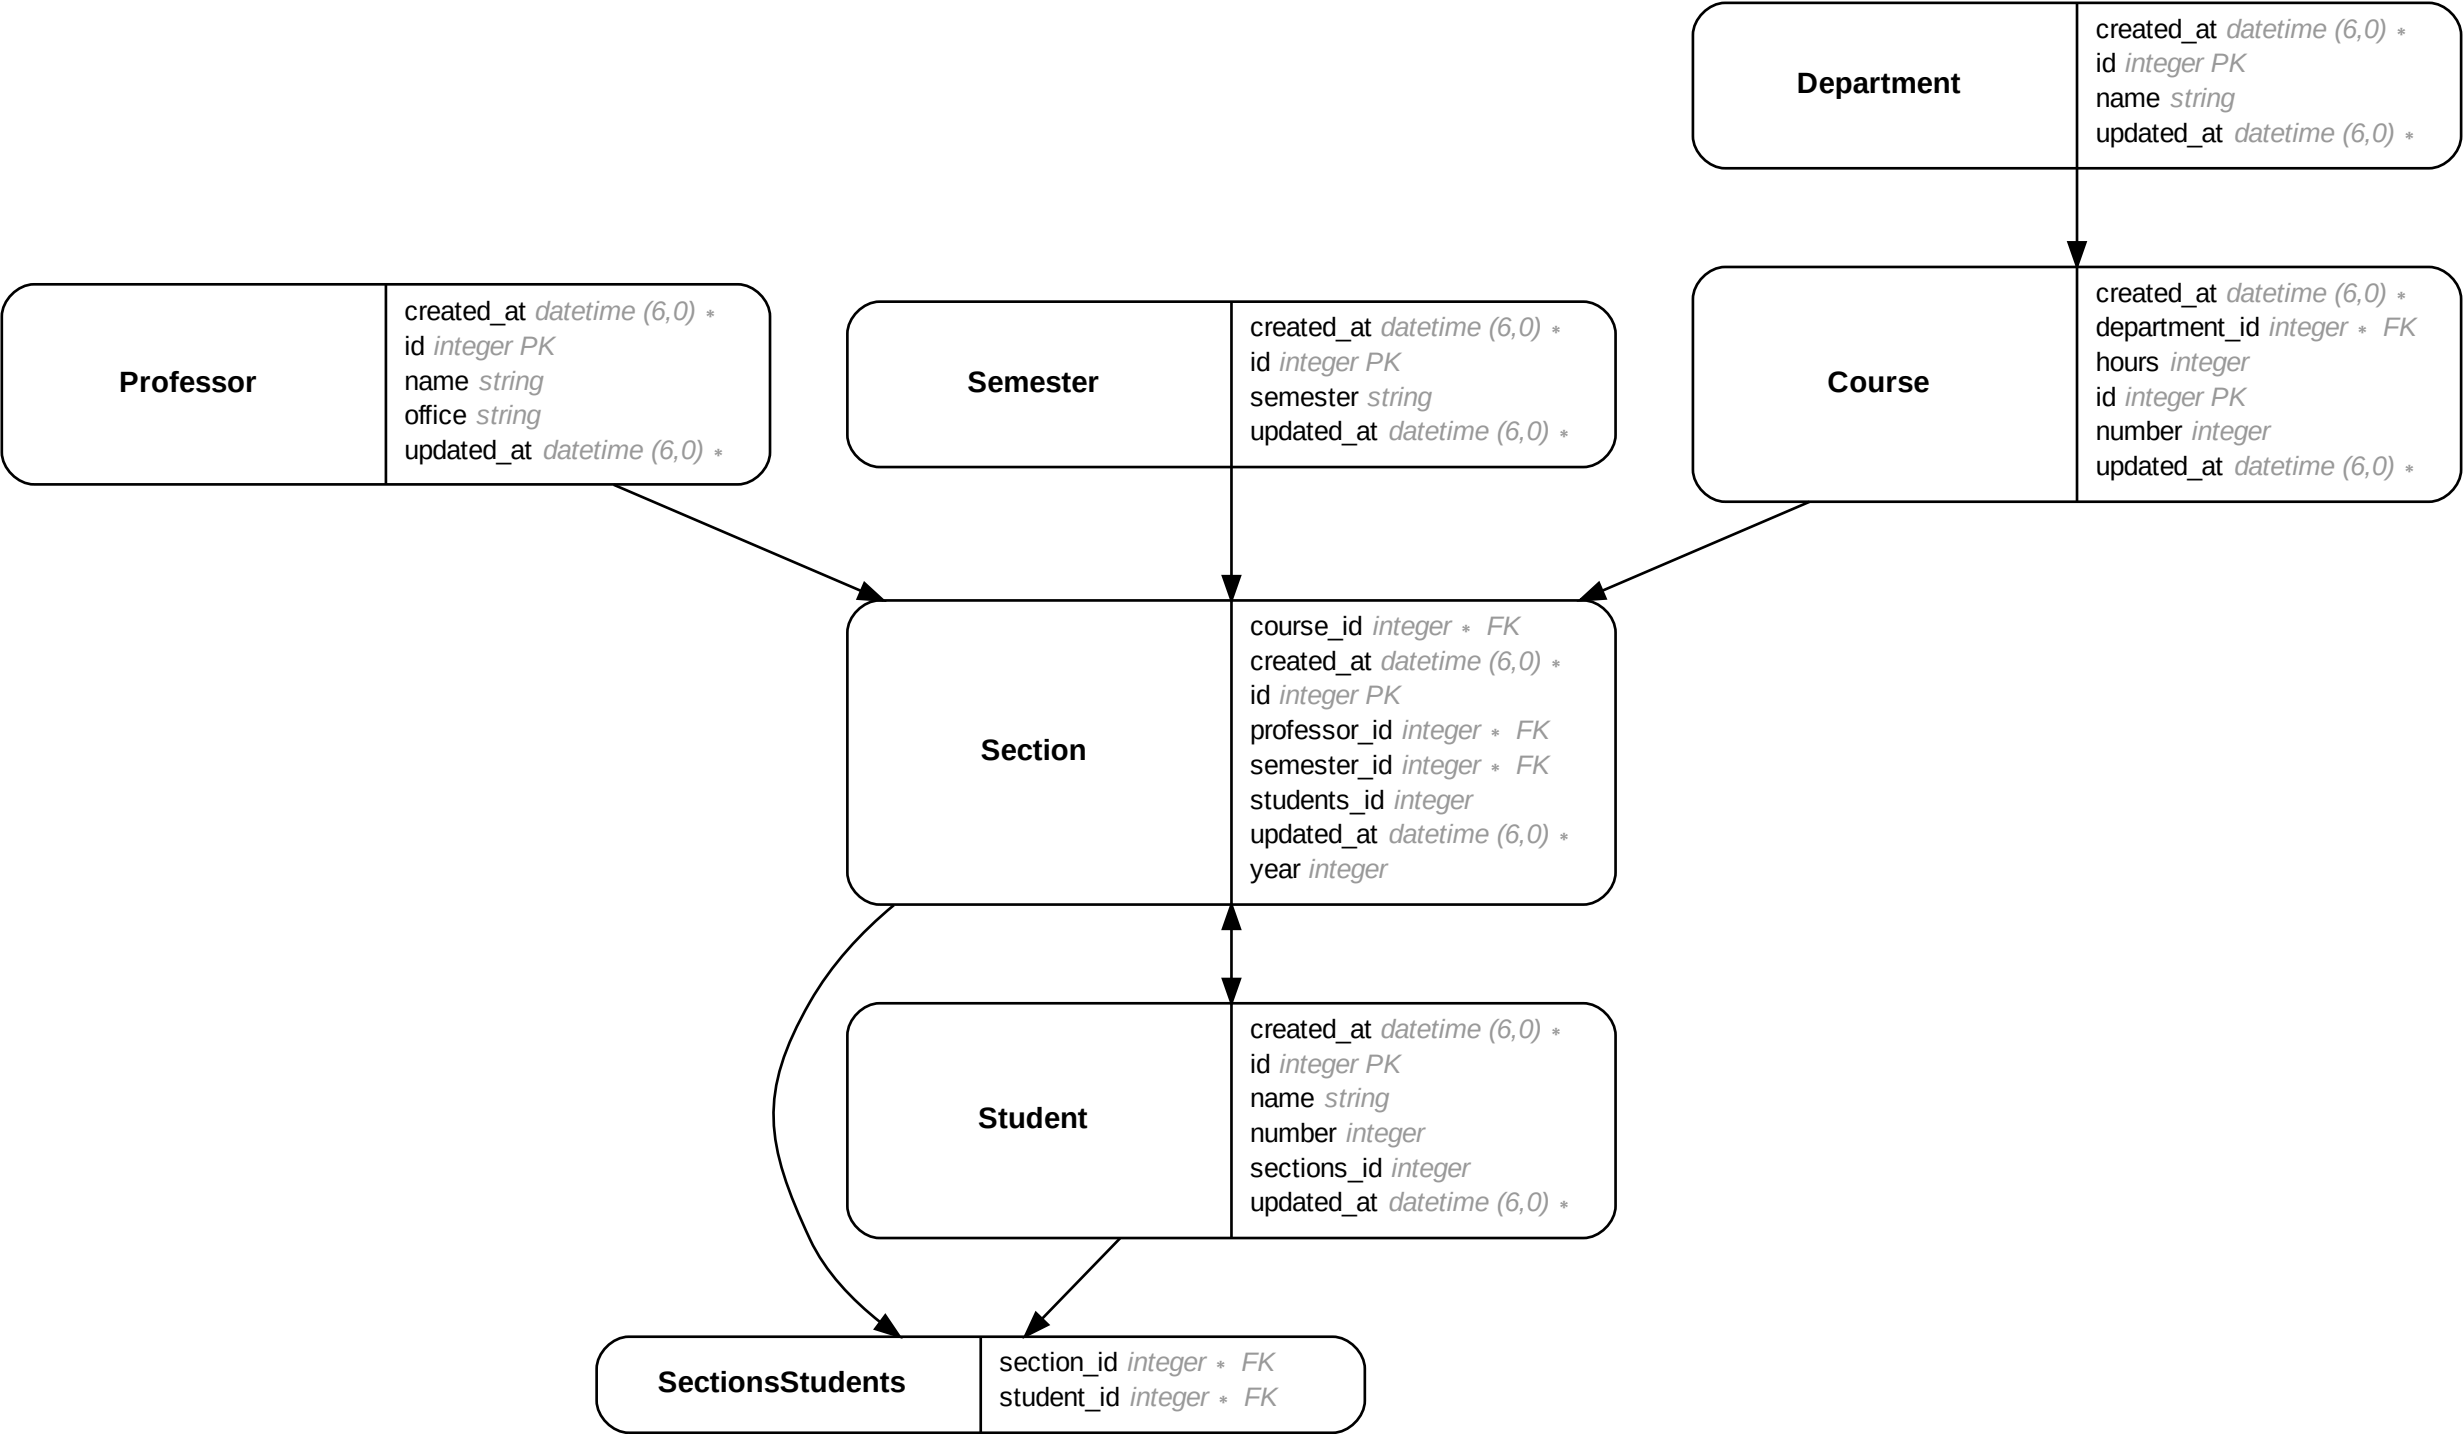 Department
created_at datetime (6,0) *
id integer PK
name string
updated_at datetime (6,0) *
Professor
created_at datetime (6,0) *
id integer PK
name string
office string
updated_at datetime (6,0) *
Semester
created_at datetime (6,0) *
id integer PK
semester string
updated_at datetime (6,0) *
Course
created_at datetime (6,0) *
department_id integer * FK
hours integer
id integer PK
number integer
updated_at datetime (6,0) *
Section
course_id integer * FK
created_at datetime (6,0) *
id integer PK
professor_id integer * FK
semester_id integer * FK
students_id integer
updated_at datetime (6,0) *
year integer
Student
created_at datetime (6,0) *
id integer PK
name string
number integer
sections_id integer
updated_at datetime (6,0) *
SectionsStudents
section_id integer * FK
student_id integer * FK